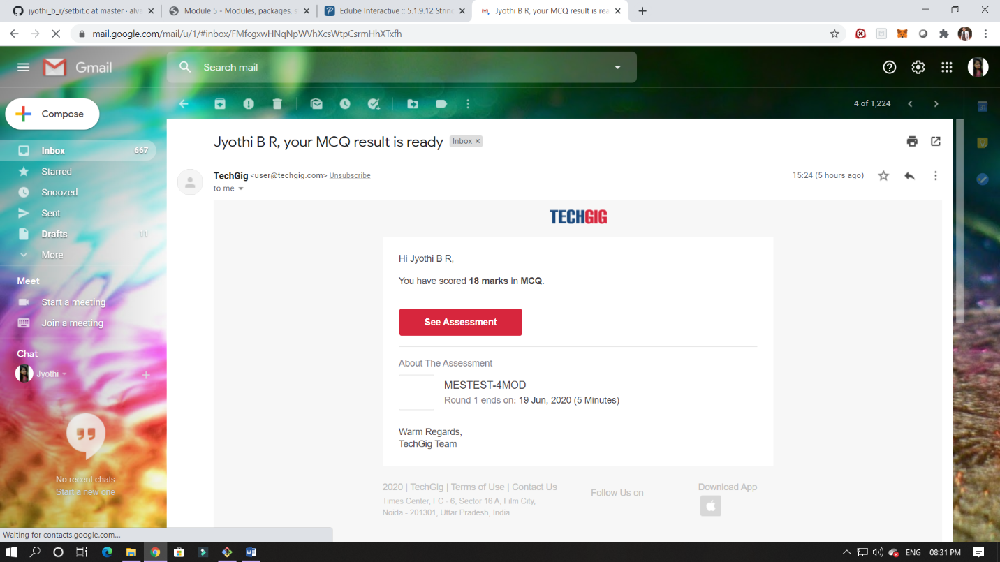 jyothi_b_r/setbit.c at master · alva
Module 5 - Modules, packages, s
Edube Interactive :: 5.1.9.12 String
Jyothi B R, your MCQ result is rea
mail.google.com/mail/u/1/#inbox/FMfcgxwHNqNpWVhXcsWtpCsrmHhXTxfh
Gmail
Search mail
Compose
4 of 1,224
Inbox 667
Starred
Snoozed
Sent
Drafts 11
More
Meet
Start a meeting
Join a meeting
Chat
Jyothi
No recent chats
Start a new one
Jyothi B R, your MCQ result is ready Inbox ×
TechGig <user@techgig.com> Unsubscribe
15:24 (5 hours ago)
to me
TECHGIG
Hi Jyothi B R,
You have scored 18 marks in MCQ.
See Assessment
About The Assessment
MESTEST-4MOD
Round 1 ends on: 19 Jun, 2020 (5 Minutes)
Warm Regards,
TechGig Team
2020 | TechGig | Terms of Use | Contact Us
Times Center, FC - 6, Sector 16 A, Film City,
Noida - 201301, Uttar Pradesh, India
Follow Us on
Download App
31
Waiting for contacts.google.com...
ENG 08:31 PM